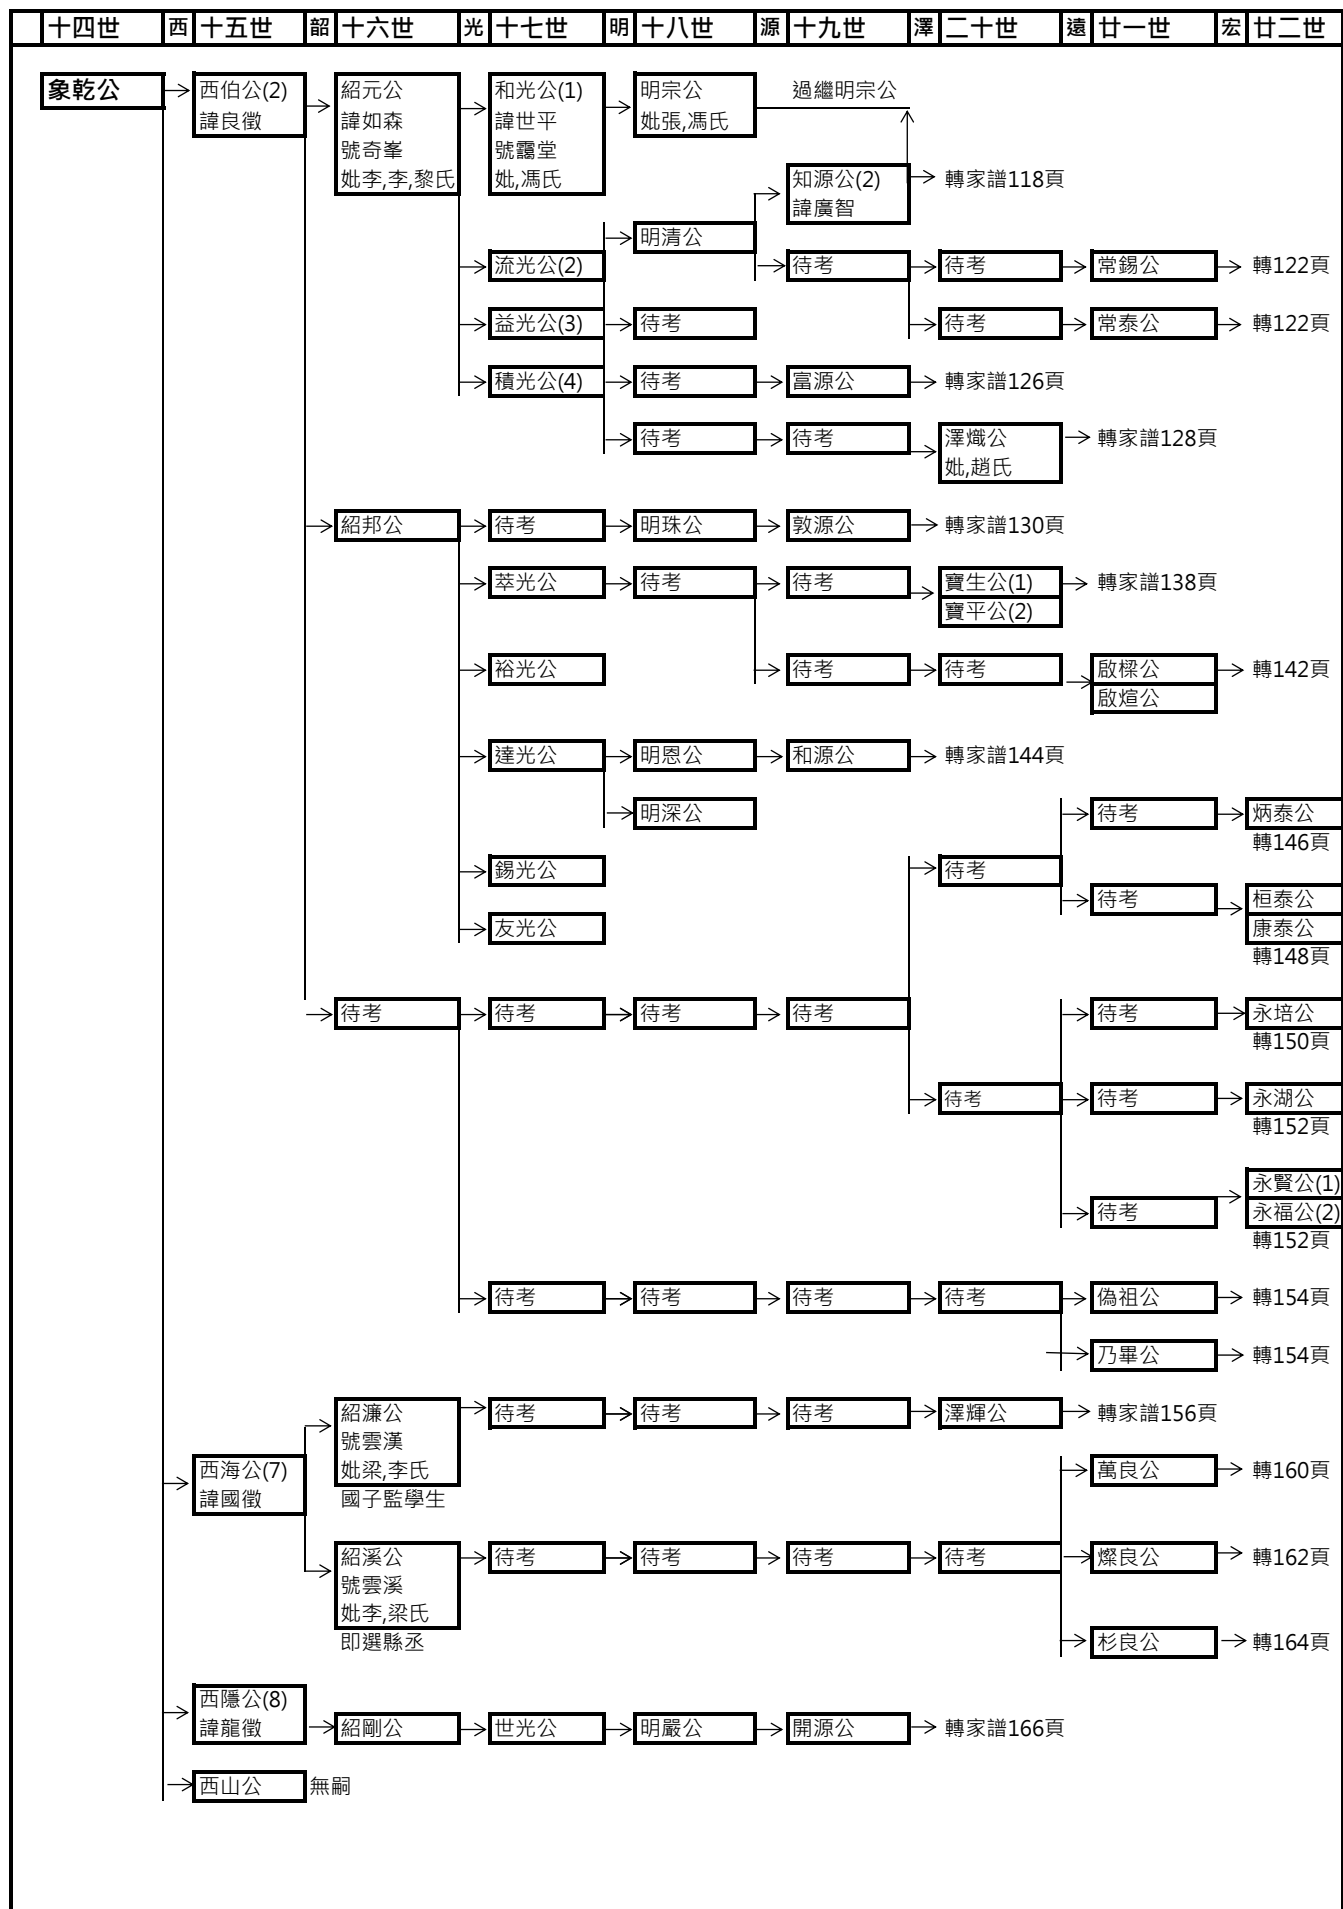 十四世 西 十五世 韶 十六世 光 十七世 明 十八世 源 十九世 澤 二十世 遠 廿一世 宏 廿二世
象乾公 西伯公(2) 紹元公 和光公(1) 明宗公 過繼明宗公
諱良徵 諱如森 諱世平 妣張,馮氏
號奇峯 號靄堂
妣李,李,黎氏 妣,馮氏 知源公(2) 轉家譜118頁
諱廣智
明清公
流光公(2) 待考 待考 常錫公 轉122頁
益光公(3) 待考 待考 常泰公 轉122頁
積光公(4) 待考 富源公 轉家譜126頁
待考 待考 澤熾公 轉家譜128頁
妣,趙氏
紹邦公 待考 明珠公 敦源公 轉家譜130頁
萃光公 待考 待考 寶生公(1) 轉家譜138頁
寶平公(2)
裕光公 待考 待考 啟樑公 轉142頁
啟煊公
達光公 明恩公 和源公 轉家譜144頁
明深公 待考 炳泰公
轉146頁
錫光公 待考
待考 桓泰公
友光公 康泰公
轉148頁
待考 待考 待考 待考 待考 永培公
轉150頁
待考 待考 永湖公
轉152頁
永賢公(1)
待考 永福公(2)
轉152頁
待考 待考 待考 待考 偽祖公 轉154頁
乃畢公 轉154頁
紹濂公 待考 待考 待考 澤輝公 轉家譜156頁
號雲漢
西海公(7) 妣梁,李氏 萬良公 轉160頁
諱國徵 國子監學生
紹溪公 待考 待考 待考 待考 燦良公 轉162頁
號雲溪
妣李,梁氏
即選縣丞 杉良公 轉164頁
西隱公(8)
諱龍徵 紹剛公 世光公 明嚴公 開源公 轉家譜166頁
西山公 無嗣